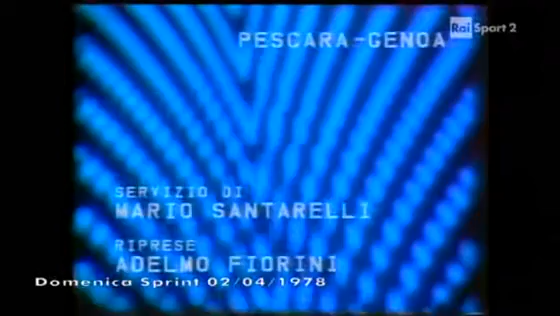 Rai Sport 2
PESCARA-GENOA
SERVIZIO DI
MARIO SANTARELLI
RIPRESE
ADELMO FIORINI
Domenica Sprint 02/04/1978